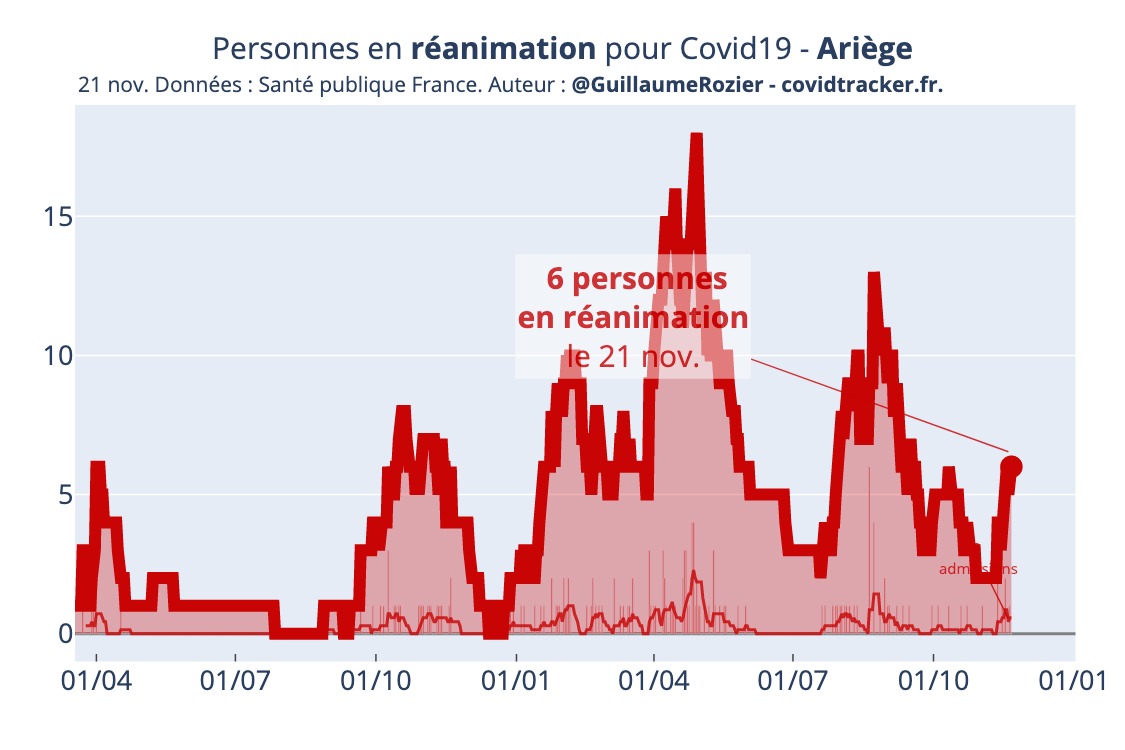 Personnes en réanimation pour Covid19 - Ariège
21 nov. Données : Santé publique France. Auteur : @GuillaumeRozier - covidtracker.fr.
15
10
5
0
6 personnes
en réanimation
le 21 nov.
admissions
01/04
01/07
01/10
01/01
01/04
01/07
01/10
01/01